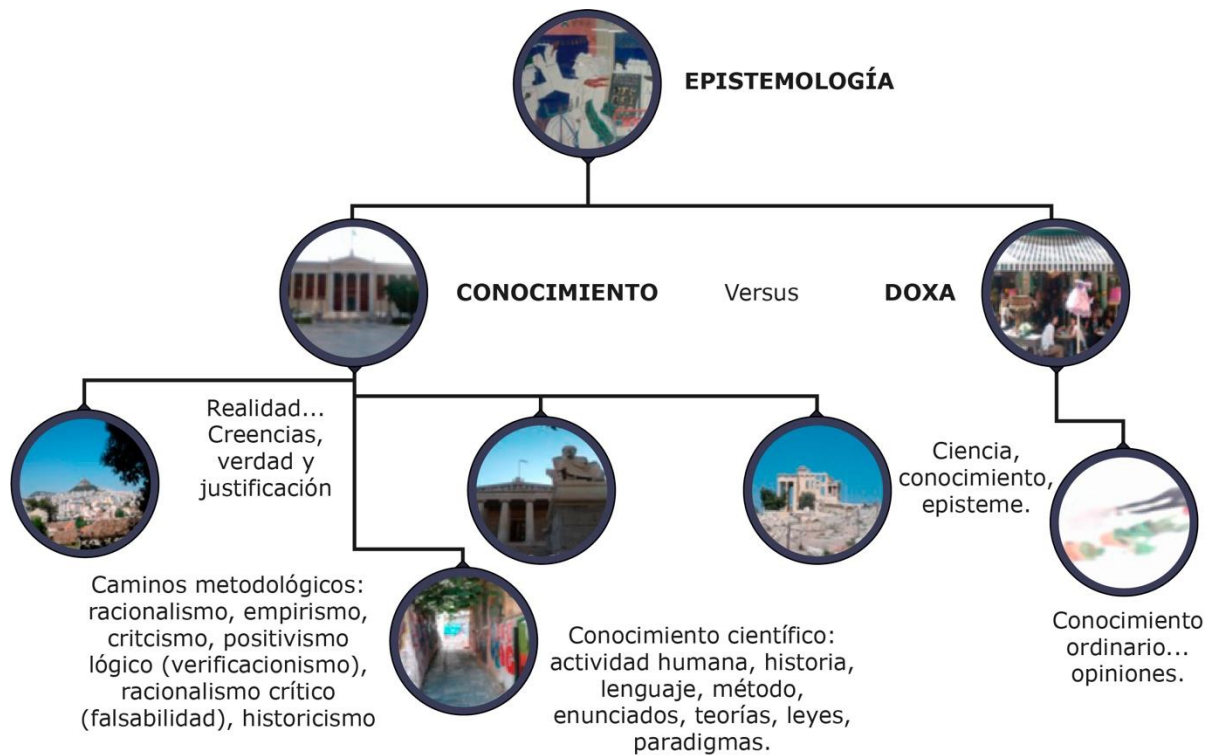 EPISTEMOLOGÍA
CONOCIMIENTO
Versus
DOXA
Realidad...
Creencias,
verdad y
justificación
Ciencia,
conocimiento,
episteme.
Caminos metodológicos:
racionalismo, empirismo,
critcismo, positivismo
lógico (verificacionismo),
racionalismo crítico
(falsabilidad), historicismo
Conocimiento científico:
actividad humana, historia,
lenguaje, método,
enunciados, teorías, leyes,
paradigmas.
Conocimiento
ordinario...
opiniones.